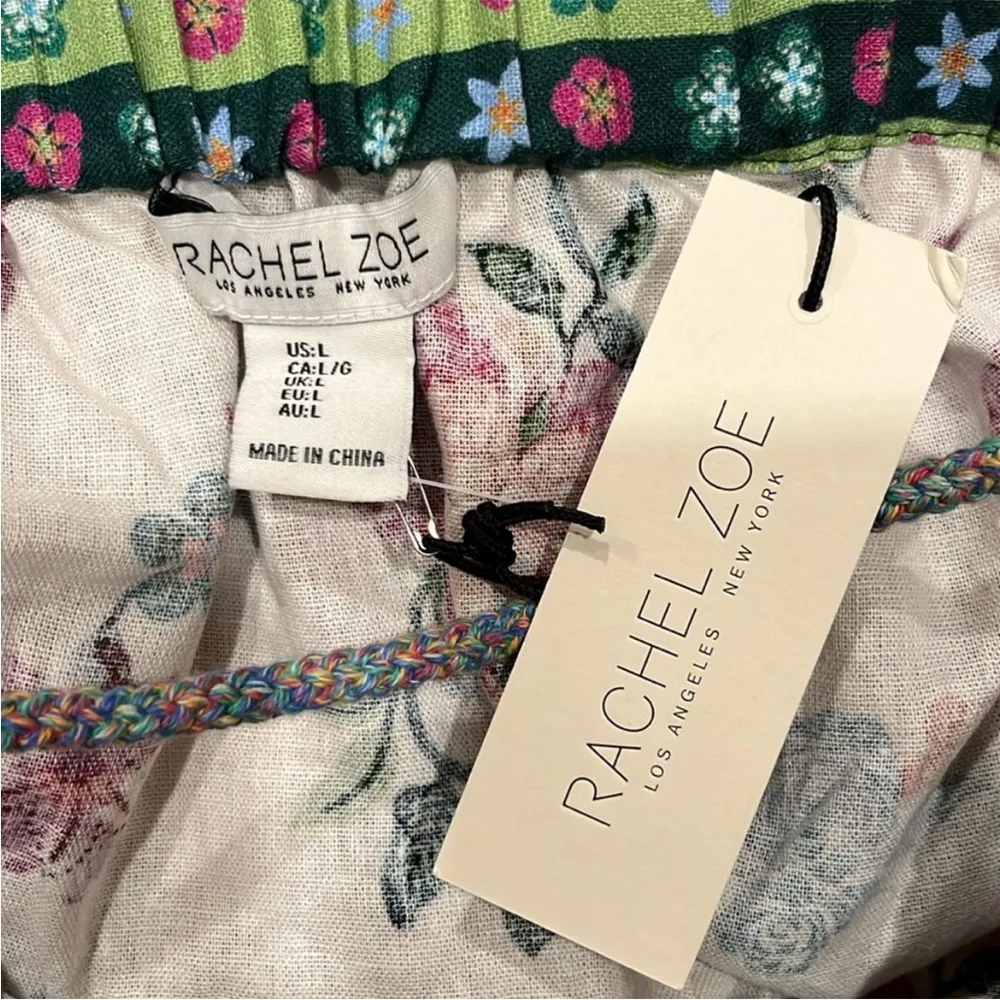 RACHEL ZOE
LOS ANGELES NEW YORK
US:L
CA:L/G
UK:L
EU:L
AU:L
MADE IN CHINA
RACHEL ZOE
LOS ANGELES NEW YORK